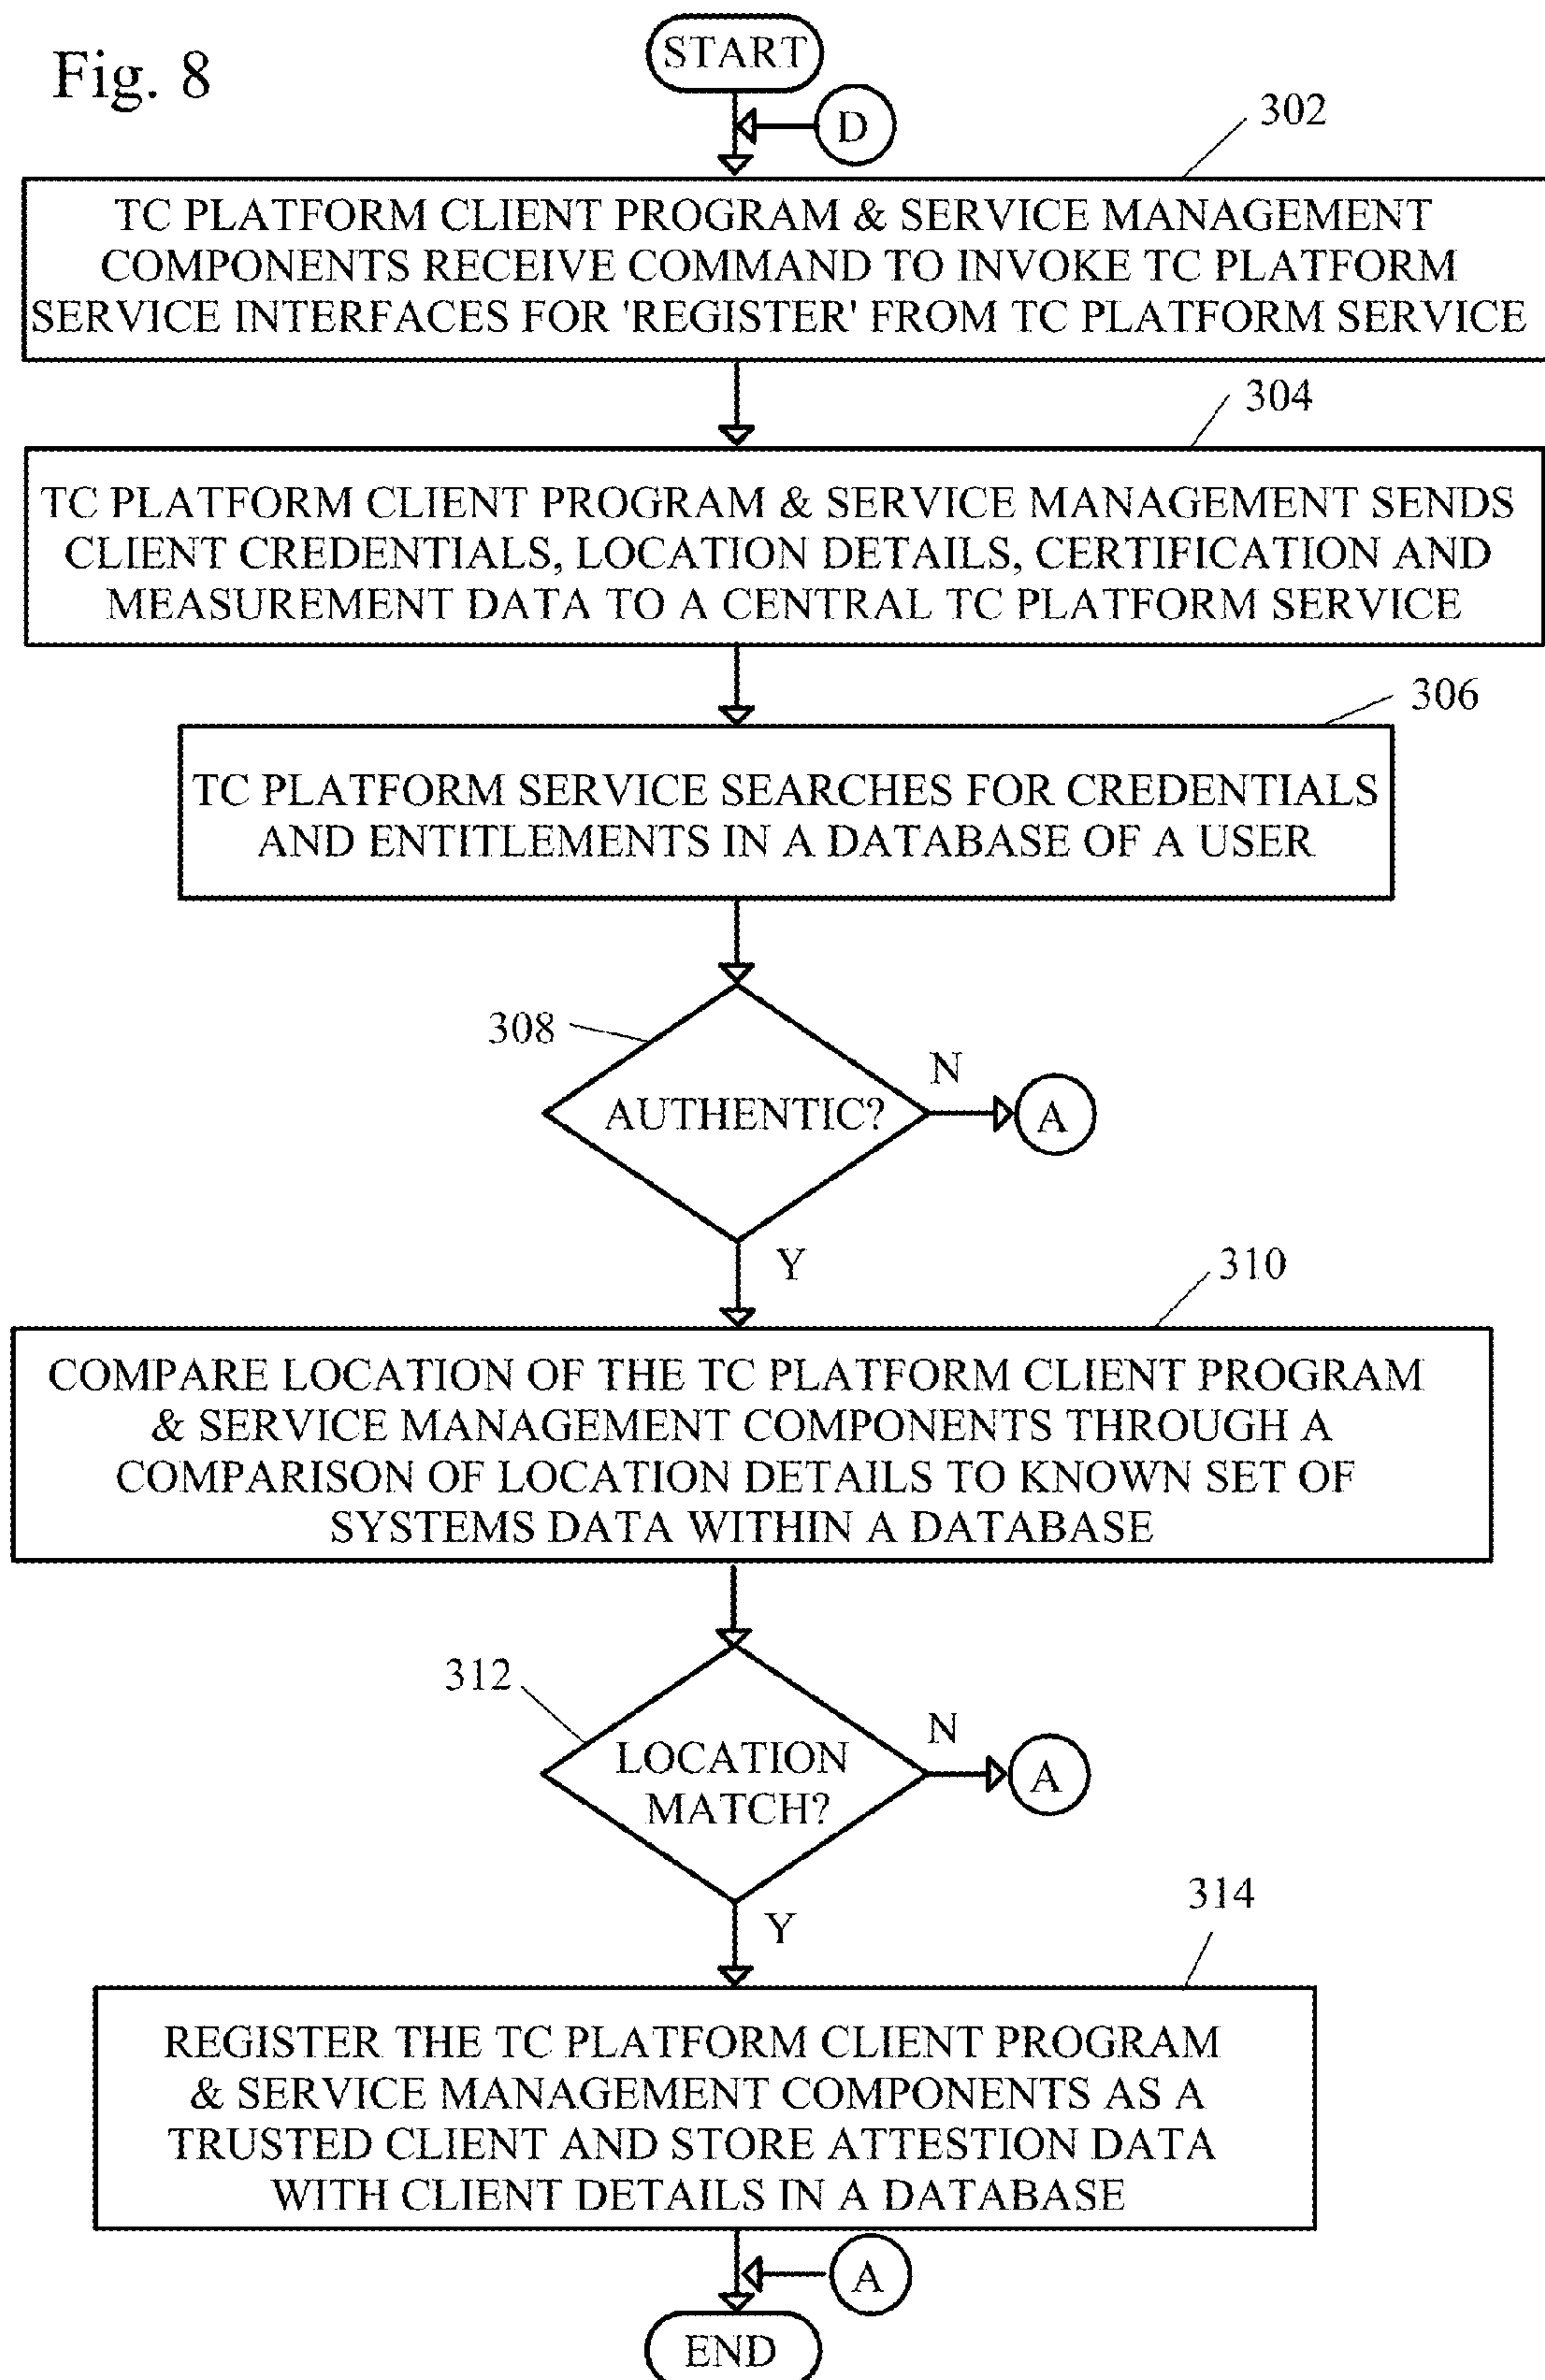 Fig. 8
START
D
302
TC PLATFORM CLIENT PROGRAM & SERVICE MANAGEMENT
COMPONENTS RECEIVE COMMAND TO INVOKE TC PLATFORM
SERVICE INTERFACES FOR 'REGISTER' FROM TC PLATFORM SERVICE
304
TC PLATFORM CLIENT PROGRAM & SERVICE MANAGEMENT SENDS
CLIENT CREDENTIALS, LOCATION DETAILS, CERTIFICATION AND
MEASUREMENT DATA TO A CENTRAL TC PLATFORM SERVICE
306
TC PLATFORM SERVICE SEARCHES FOR CREDENTIALS
AND ENTITLEMENTS IN A DATABASE OF A USER
308
AUTHENTIC?
N
A
Y
310
COMPARE LOCATION OF THE TC PLATFORM CLIENT PROGRAM
& SERVICE MANAGEMENT COMPONENTS THROUGH A
COMPARISON OF LOCATION DETAILS TO KNOWN SET OF
SYSTEMS DATA WITHIN A DATABASE
312
LOCATION
MATCH?
N
A
Y
314
REGISTER THE TC PLATFORM CLIENT PROGRAM
& SERVICE MANAGEMENT COMPONENTS AS A
TRUSTED CLIENT AND STORE ATTESTION DATA
WITH CLIENT DETAILS IN A DATABASE
A
END